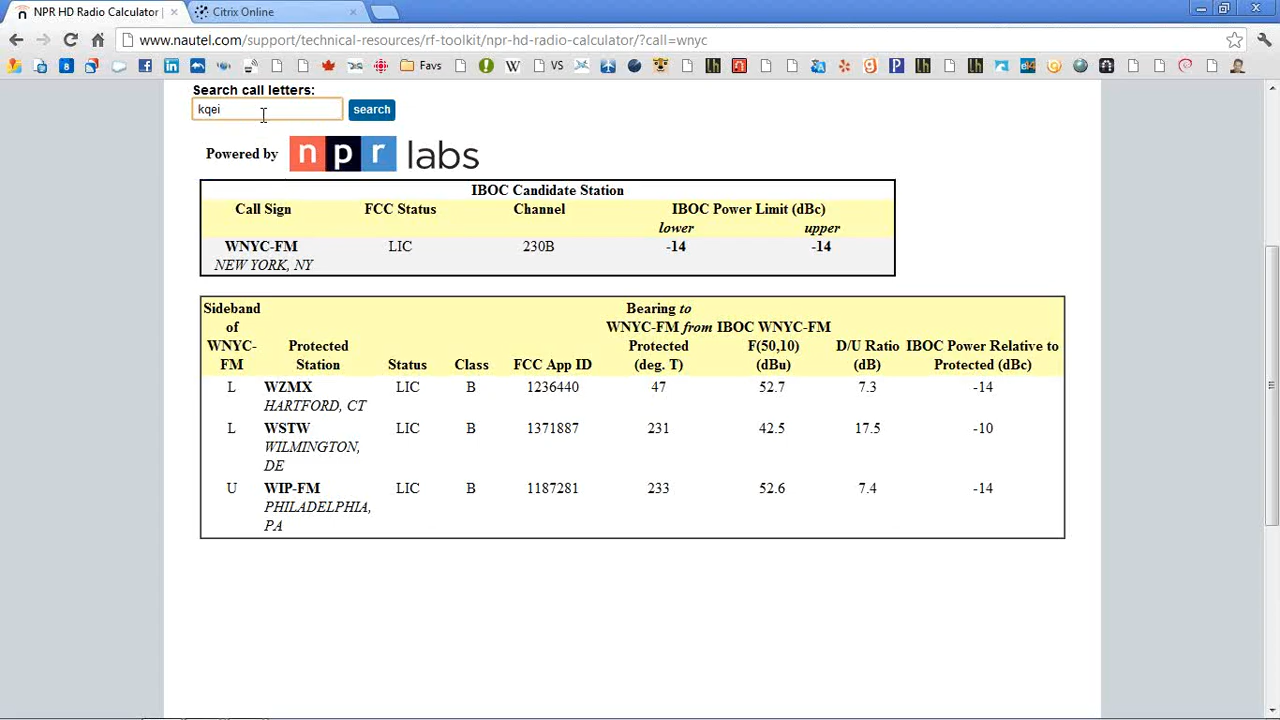 NPR HD Radio Calculator
Citrix Online
www.nautel.com/support/technical-resources/rf-toolkit/npr-hd-radio-calculator/?call=wnyc
Favs
W
VS
Search call letters:
kqei
search
Powered by
npr labs
IBOC Candidate Station
Call Sign FCC Status Channel IBOC Power Limit (dBc)
lower upper
WNYC-FM LIC 230B -14 -14
NEW YORK, NY
Sideband Bearing to
of WNYC-FM from IBOC WNYC-FM
WNYC- Protected Protected F(50,10) D/U Ratio IBOC Power Relative to
FM Station Status Class FCC App ID (deg. T) (dBu) (dB) Protected (dBc)
L WZMX LIC B 1236440 47 52.7 7.3 -14
HARTFORD, CT
L WSTW LIC B 1371887 231 42.5 17.5 -10
WILMINGTON,
DE
U WIP-FM LIC B 1187281 233 52.6 7.4 -14
PHILADELPHIA,
PA